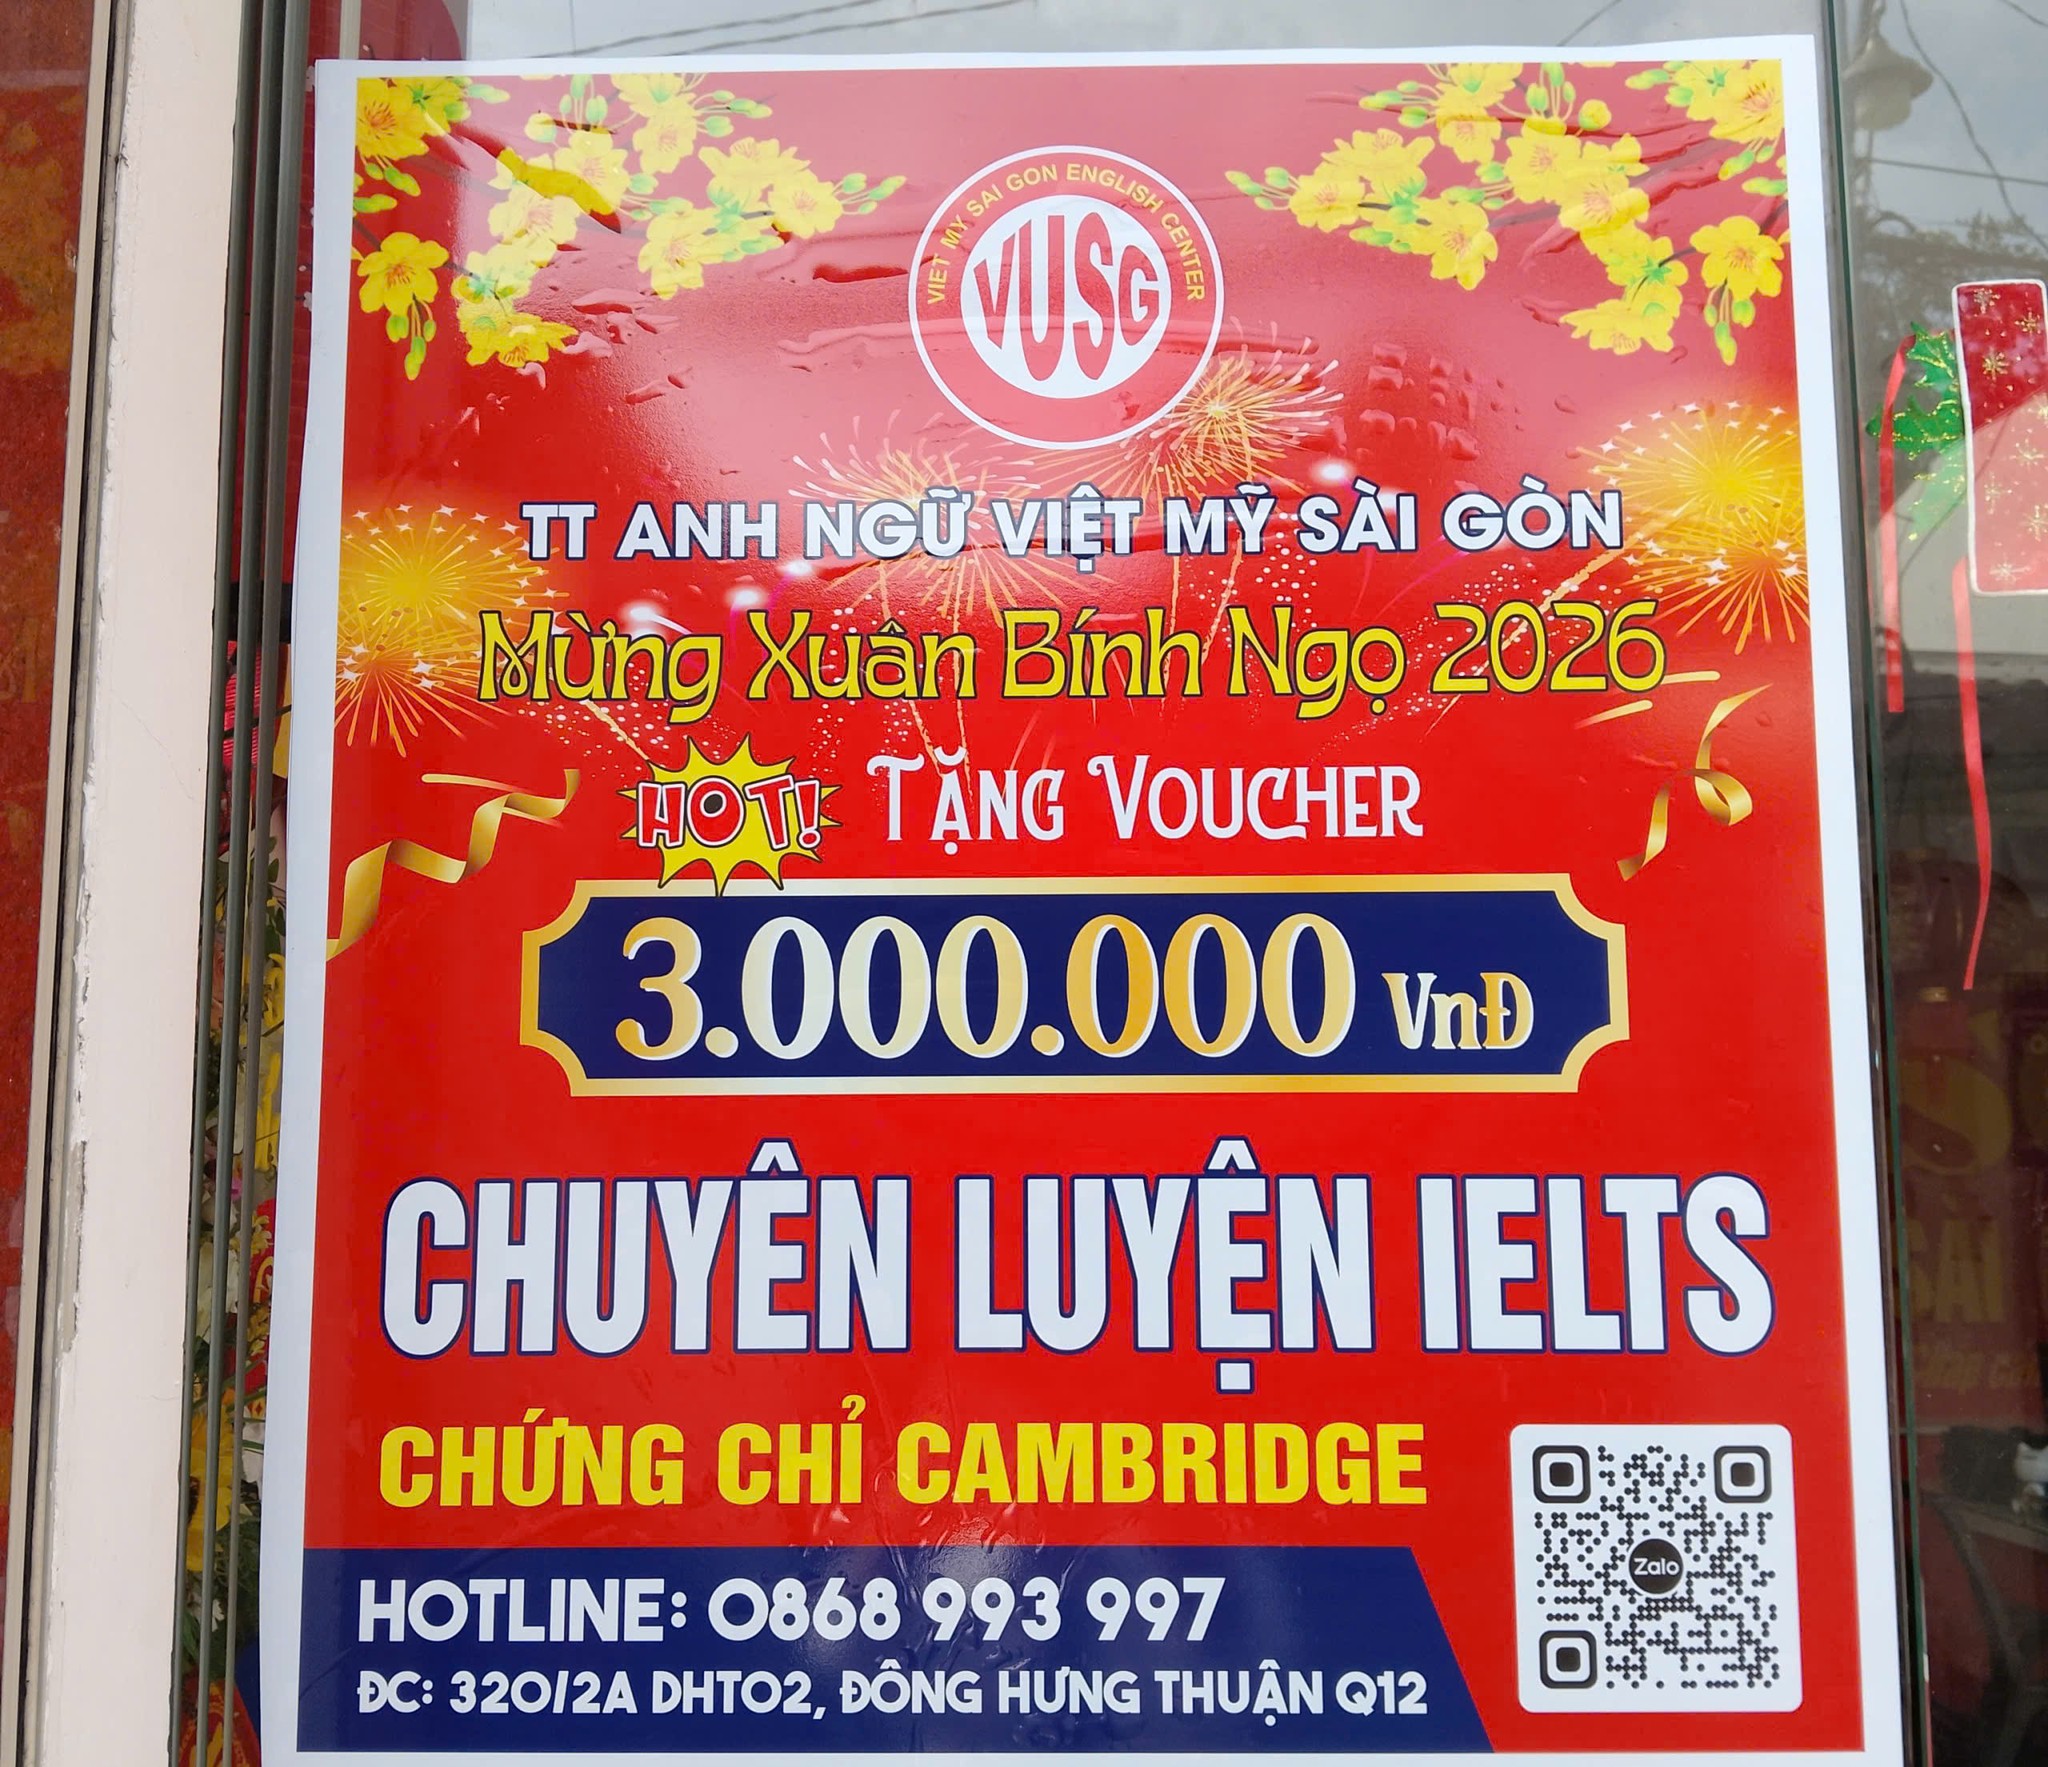 VIET MY SAI GON ENGLISH CENTER
VUSG
TT ANH NGỮ VIỆT MỸ SÀI GÒN
Mừng Xuân Bính Ngọ 2026
HOT! TẶNG VOUCHER
3.000.000 VnĐ
CHUYÊN LUYỆN IELTS
CHỨNG CHỈ CAMBRIDGE
Zalo
HOTLINE: 0868 993 997
ĐC: 320/2A DHT02, ĐÔNG HƯNG THUẬN Q12